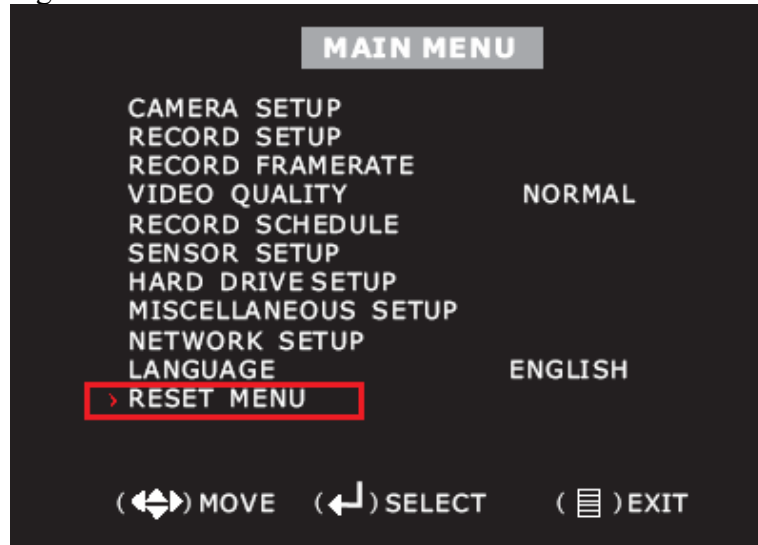 MAIN MENU
CAMERA SETUP
RECORD SETUP
RECORD FRAMERATE
VIDEO QUALITY NORMAL
RECORD SCHEDULE
SENSOR SETUP
HARD DRIVE SETUP
MISCELLANEOUS SETUP
NETWORK SETUP
LANGUAGE ENGLISH
> RESET MENU
() MOVE (↵) SELECT () EXIT